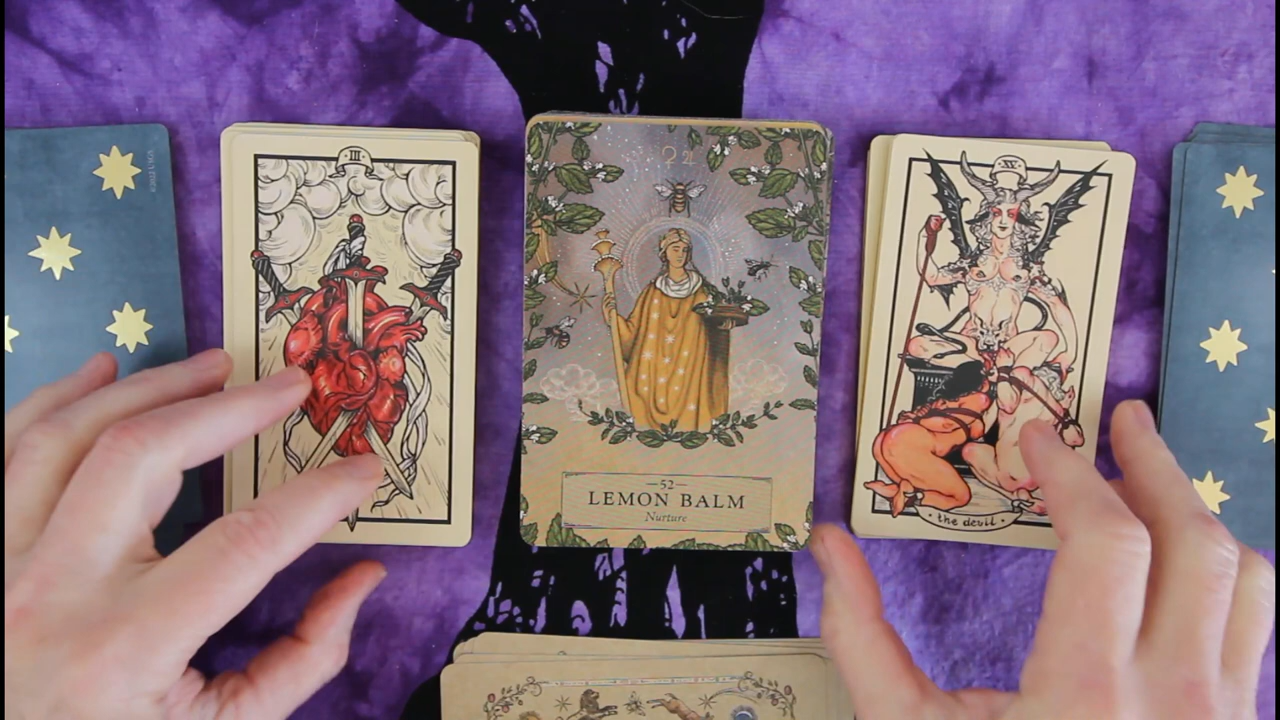 III
—52—
LEMON BALM
Nurture
XV
• the devil •